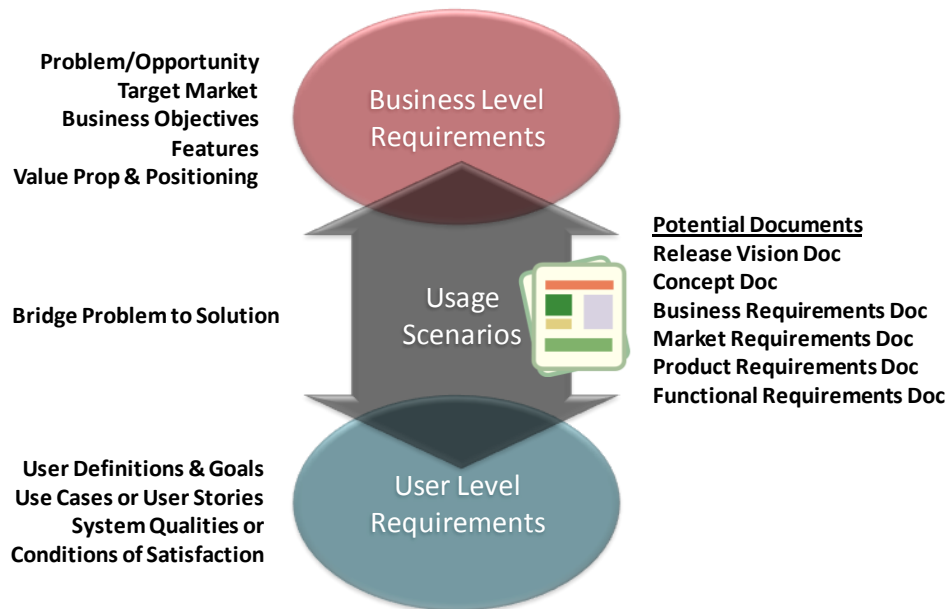 Problem/Opportunity
Target Market
Business Objectives
Features
Value Prop & Positioning
Business Level
Requirements
Bridge Problem to Solution
Usage
Scenarios
Potential Documents
Release Vision Doc
Concept Doc
Business Requirements Doc
Market Requirements Doc
Product Requirements Doc
Functional Requirements Doc
User Definitions & Goals
Use Cases or User Stories
System Qualities or
Conditions of Satisfaction
User Level
Requirements